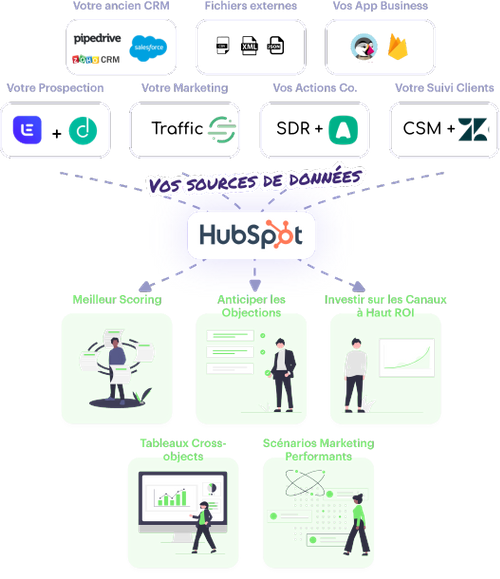 Votre ancien CRM
Fichiers externes
Vos App Business
pipedrive
salesforce
ZOHO CRM
XML
JSON
Votre Prospection
Votre Marketing
Vos Actions Co.
Votre Suivi Clients
+
Traffic
SDR +
CSM +
Vos sources de données
HubSpot
Meilleur Scoring
Anticiper les
Objections
Investir sur les Canaux
à Haut ROI
Tableaux Cross-
objects
Scénarios Marketing
Performants